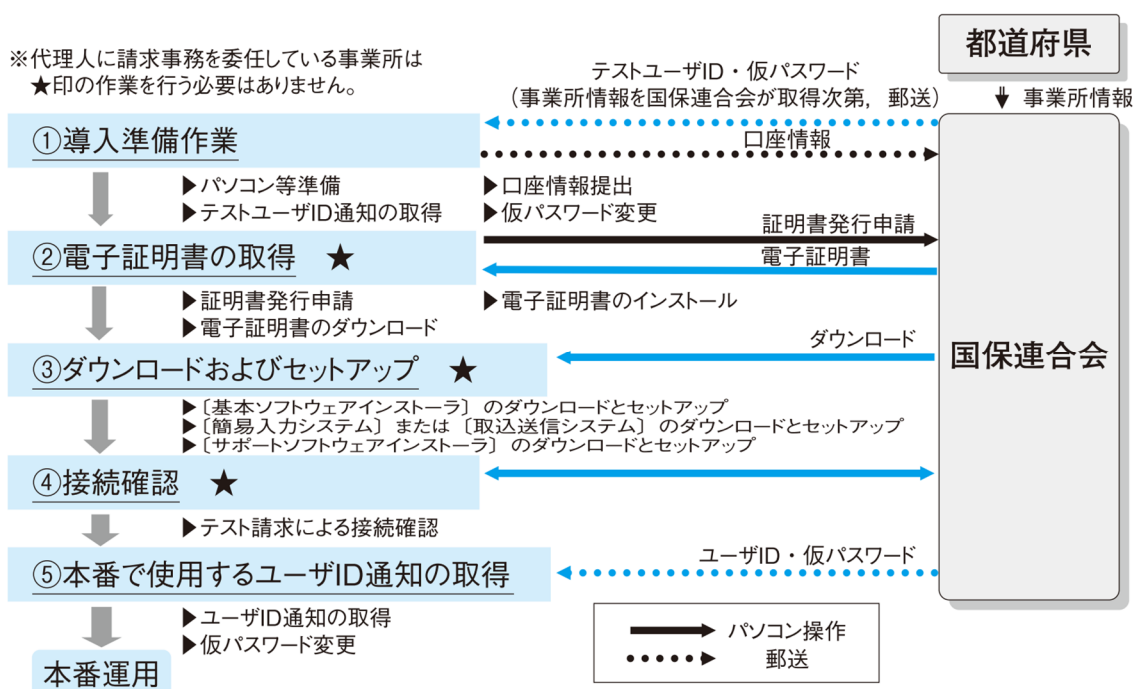 ※代理人に請求事務を委任している事業所は
★印の作業を行う必要はありません。
都道府県
事業所情報
テストユーザID・仮パスワード
（事業所情報を国保連合会が取得次第，郵送）
①導入準備作業
口座情報
▶パソコン等準備
▶口座情報提出
▶テストユーザID通知の取得
▶仮パスワード変更
証明書発行申請
②電子証明書の取得 ★
電子証明書
▶証明書発行申請
▶電子証明書のインストール
▶電子証明書のダウンロード
ダウンロード
③ダウンロードおよびセットアップ ★
国保連合会
▶〔基本ソフトウェアインストーラ〕のダウンロードとセットアップ
▶〔簡易入力システム〕または〔取込送信システム〕のダウンロードとセットアップ
▶〔サポートソフトウェアインストーラ〕のダウンロードとセットアップ
④接続確認 ★
▶テスト請求による接続確認
ユーザID・仮パスワード
⑤本番で使用するユーザID通知の取得
▶ユーザID通知の取得
▶仮パスワード変更
パソコン操作
郵送
本番運用